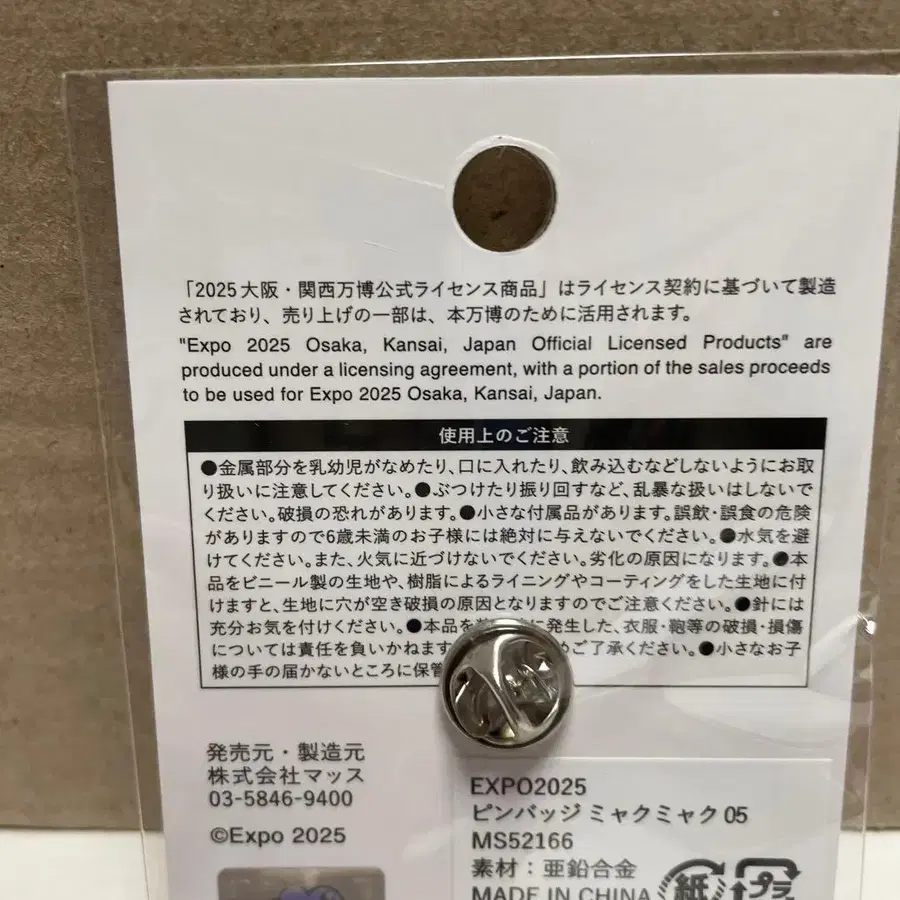 「2025大阪・関西万博公式ライセンス商品」はライセンス契約に基づいて製造
されており、売り上げの一部は、本万博のために活用されます。
"Expo 2025 Osaka, Kansai, Japan Official Licensed Products" are
produced under a licensing agreement, with a portion of the sales proceeds
to be used for Expo 2025 Osaka, Kansai, Japan.
使用上のご注意
●金属部分を乳幼児がなめたり、口に入れたり、飲み込むなどしないようにお取
り扱いに注意してください。●ぶつけたり振り回すなど、乱暴な扱いはしないで
ください。破損の恐れがあります。●小さな付属品があります。誤飲・誤食の危険
がありますので6歳未満のお子様には絶対に与えないでください。●水気を避
けてください。また、火気に近づけないでください。劣化の原因になります。●本
品をビニール製の生地や、樹脂によるライニングやコーティングをした生地に付
けますと、生地に穴が空き破損の原因となりますのでご注意ください。●針には
充分お気を付けください。●本品を に発生した、衣服・鞄等の破損・損傷
については責任を負いかねます めご了承ください。●小さなお子
様の手の届かないところに保管
発売元・製造元
株式会社マッス
03-5846-9400
©Expo 2025
EXPO2025
ピンバッジ ミャクミャク 05
MS52166
素材：亜鉛合金
MADE IN CHINA
紙
プラ